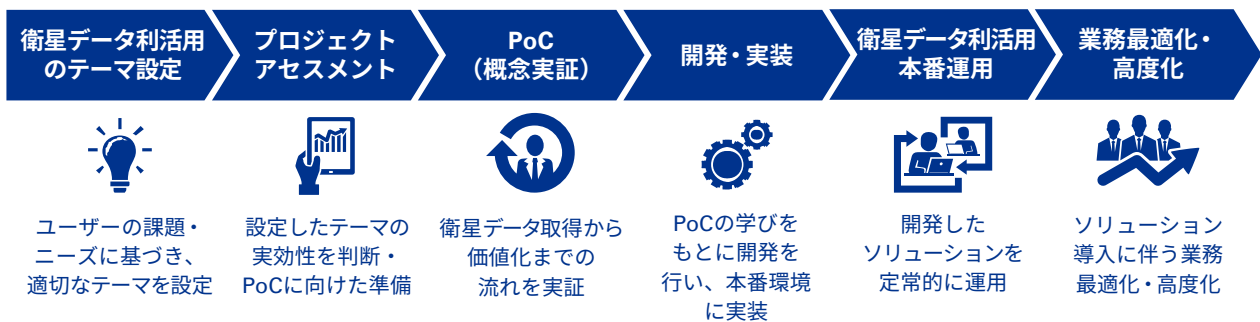 衛星データ利活用
のテーマ設定
プロジェクト
アセスメント
PoC
（概念実証）
開発・実装
衛星データ利活用
本番運用
業務最適化・
高度化
ユーザーの課題・
ニーズに基づき、
適切なテーマを設定
設定したテーマの
実効性を判断・
PoCに向けた準備
衛星データ取得から
価値化までの
流れを実証
PoCの学びを
もとに開発を
行い、本番環境
に実装
開発した
ソリューションを
定常的に運用
ソリューション
導入に伴う業務
最適化・高度化